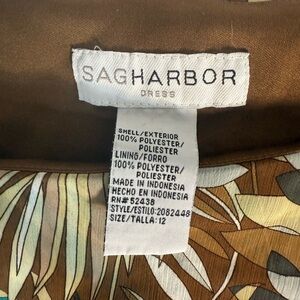 SAGHARBOR
DRESS
SHELL/EXTERIOR
100% POLYESTER/
POLIESTER
LINING/FORRO
100% POLYESTER/
POLIESTER
MADE IN INDONESIA
HECHO EN INDONESIA
RN# 52438
STYLE/ESTILO: 2082448
SIZE/TALLA: 12